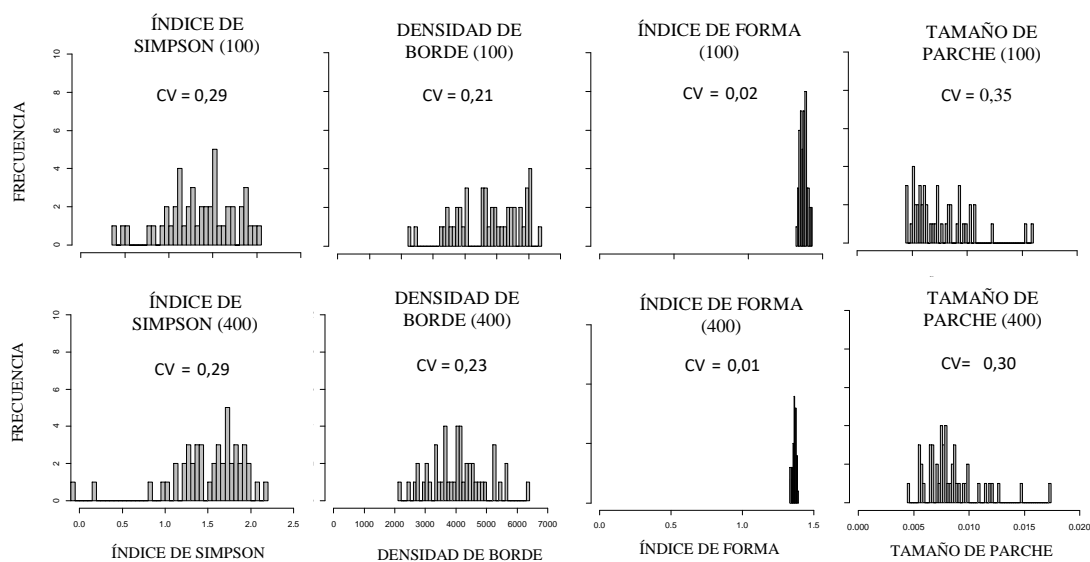 ÍNDICE DE
SIMPSON (100)
CV = 0,29
DENSIDAD DE
BORDE (100)
CV = 0,21
ÍNDICE DE FORMA
(100)
CV = 0,02
TAMAÑO DE
PARCHE (100)
CV = 0,35
FRECUENCIA
0 2 4 6 8 10
ÍNDICE DE
SIMPSON (400)
CV = 0,29
DENSIDAD DE
BORDE (400)
CV = 0,23
ÍNDICE DE FORMA
(400)
CV = 0,01
TAMAÑO DE
PARCHE (400)
CV= 0,30
FRECUENCIA
0 2 4 6 8 10
0.0 0.5 1.0 1.5 2.0 2.5
0 1000 2000 3000 4000 5000 6000 7000
0.0 0.5 1.0 1.5
0.000 0.005 0.010 0.015 0.020
ÍNDICE DE SIMPSON
DENSIDAD DE BORDE
ÍNDICE DE FORMA
TAMAÑO DE PARCHE